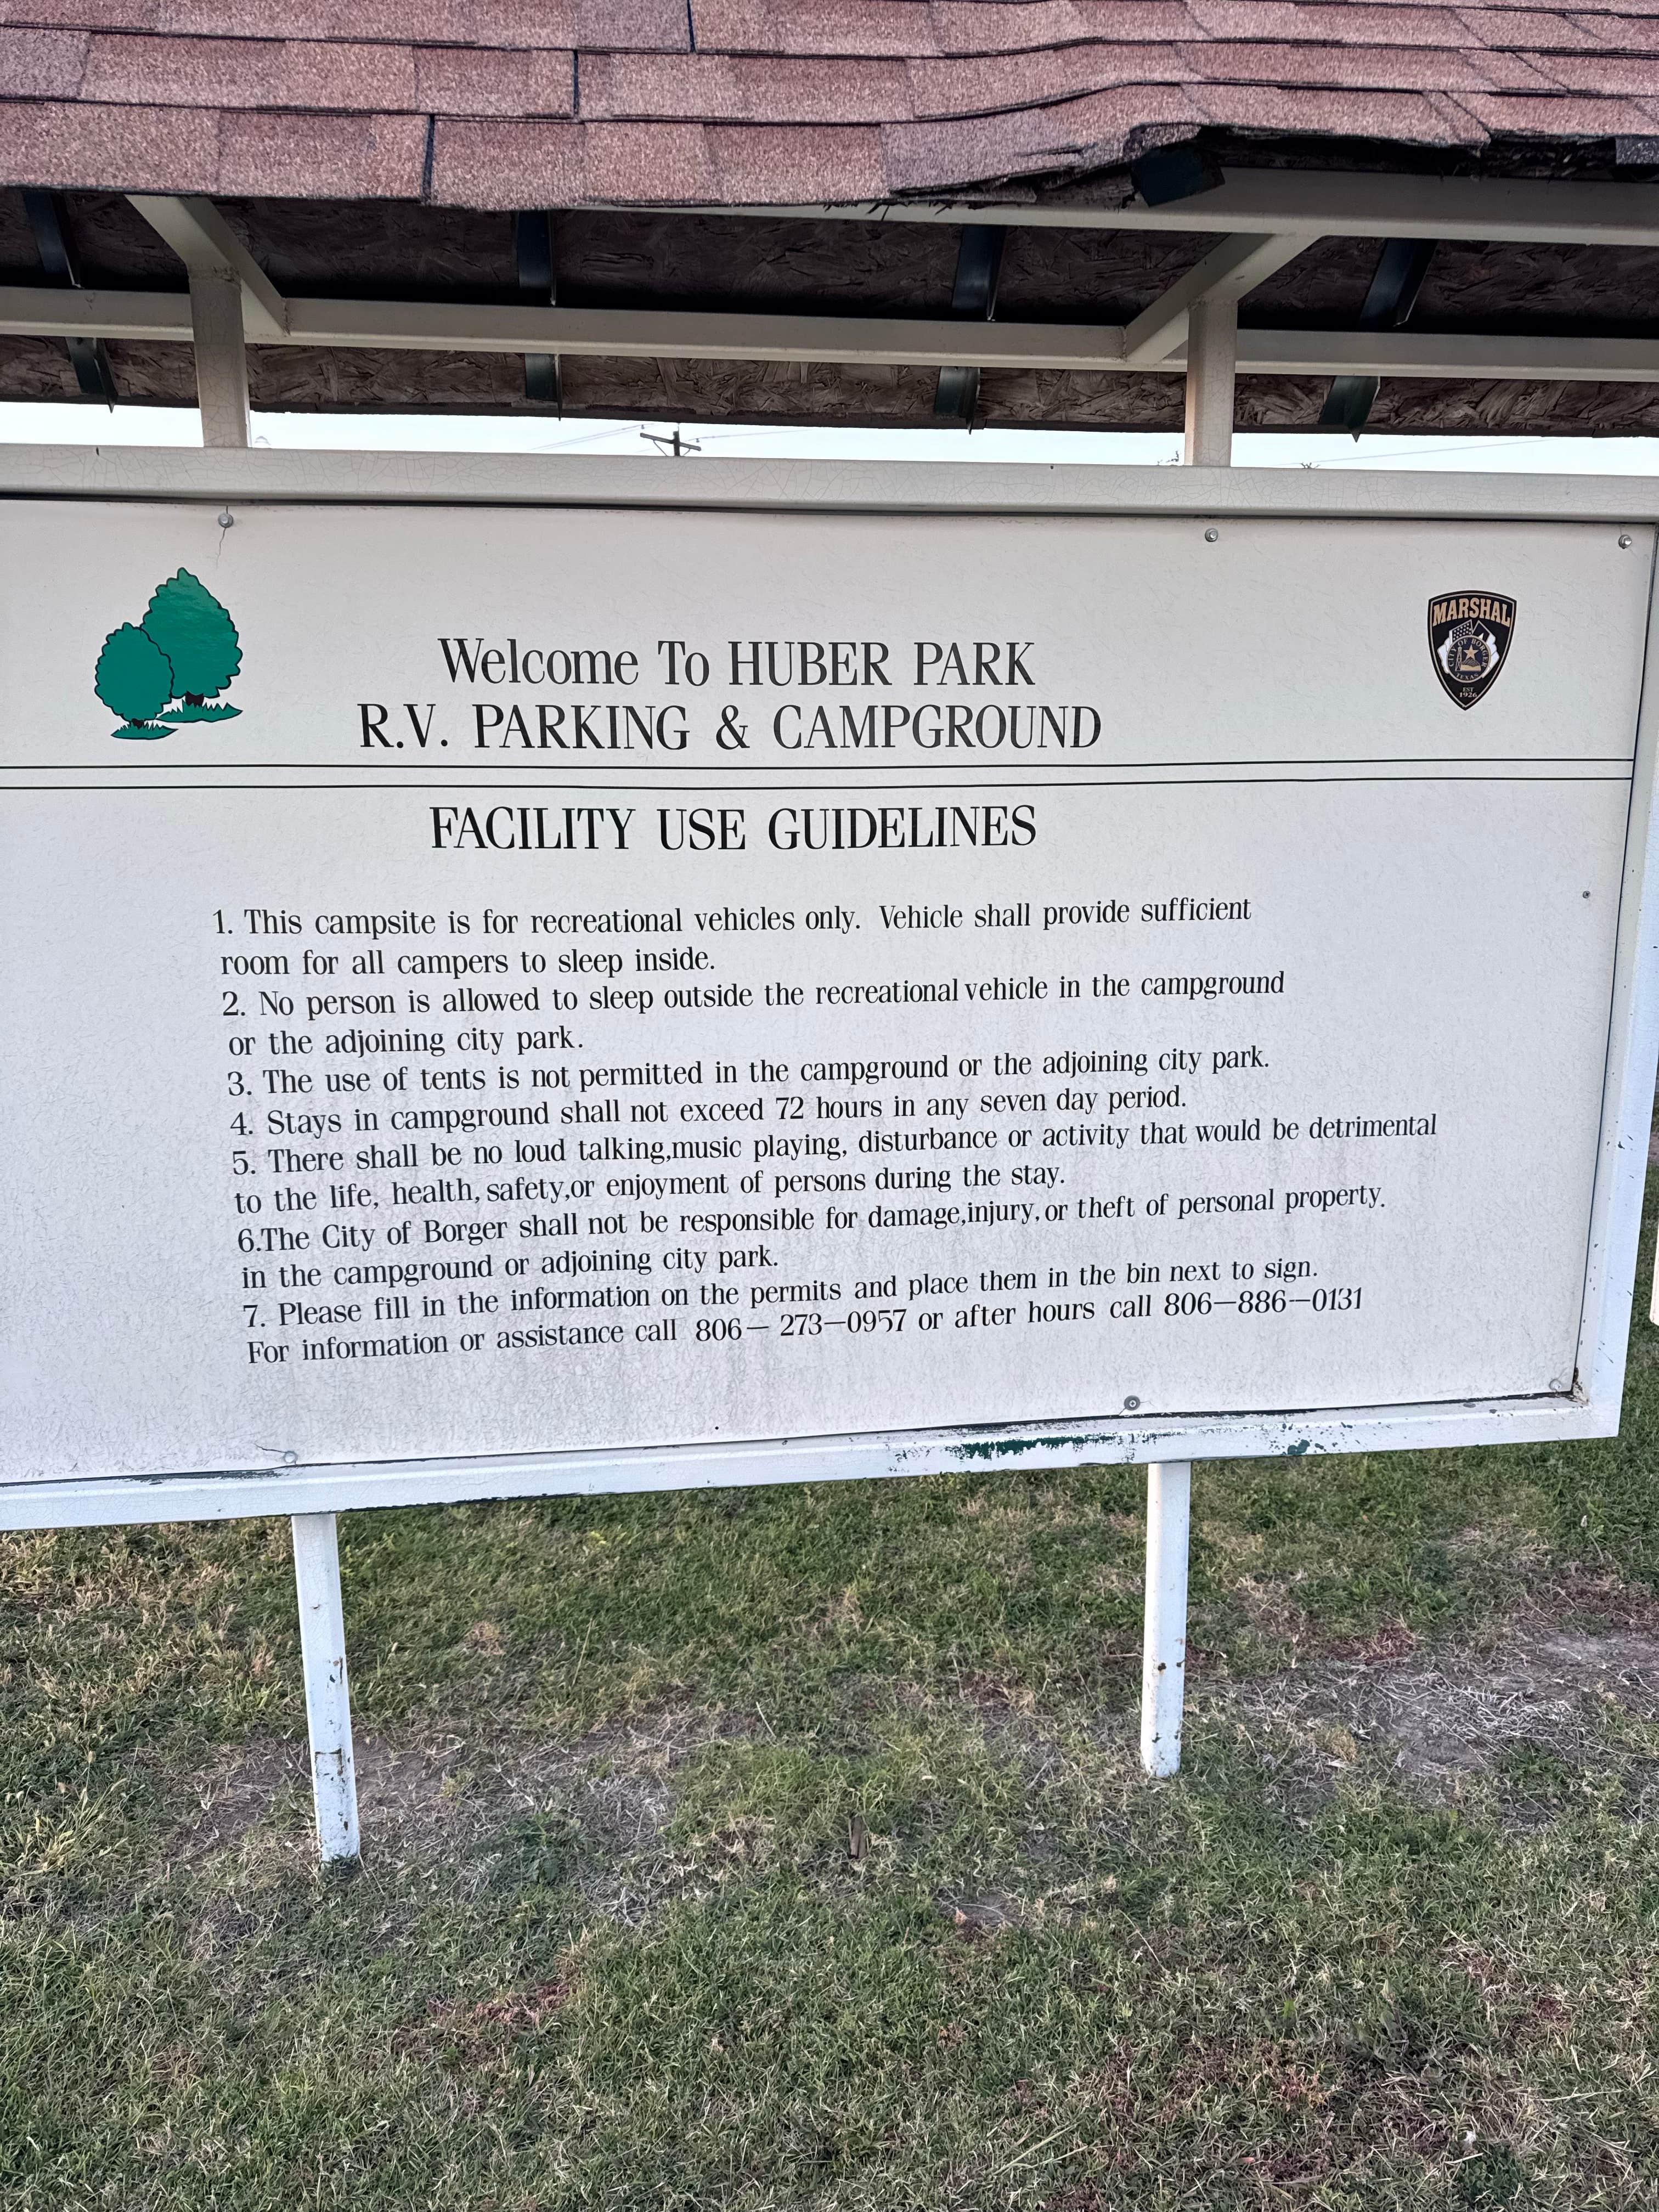 Welcome To HUBER PARK
R.V. PARKING & CAMPGROUND
MARSHAL
CITY OF BORGER
TEXAS
EST
1926
FACILITY USE GUIDELINES
1. This campsite is for recreational vehicles only. Vehicle shall provide sufficient
room for all campers to sleep inside.
2. No person is allowed to sleep outside the recreational vehicle in the campground
or the adjoining city park.
3. The use of tents is not permitted in the campground or the adjoining city park.
4. Stays in campground shall not exceed 72 hours in any seven day period.
5. There shall be no loud talking,music playing, disturbance or activity that would be detrimental
to the life, health, safety,or enjoyment of persons during the stay.
6.The City of Borger shall not be responsible for damage,injury, or theft of personal property.
in the campground or adjoining city park.
7. Please fill in the information on the permits and place them in the bin next to sign.
For information or assistance call 806— 273—0957 or after hours call 806—886—0131